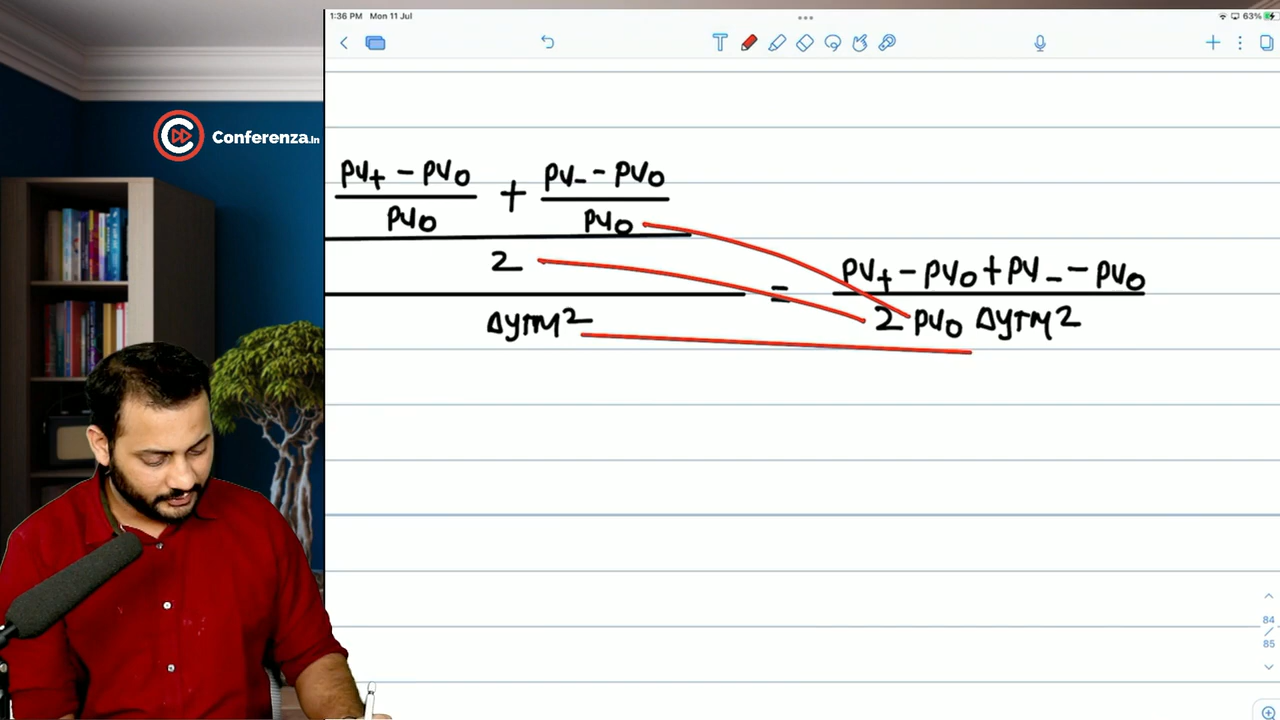 1:36 PM Mon 11 Jul
63%
Conferenza.in
PV+ - PV0 + PV- - PV0
PV0 PV0
2
= PV+ - PV0 + PV- - PV0
ΔYTM2 2 PV0 ΔYTM2
84
85